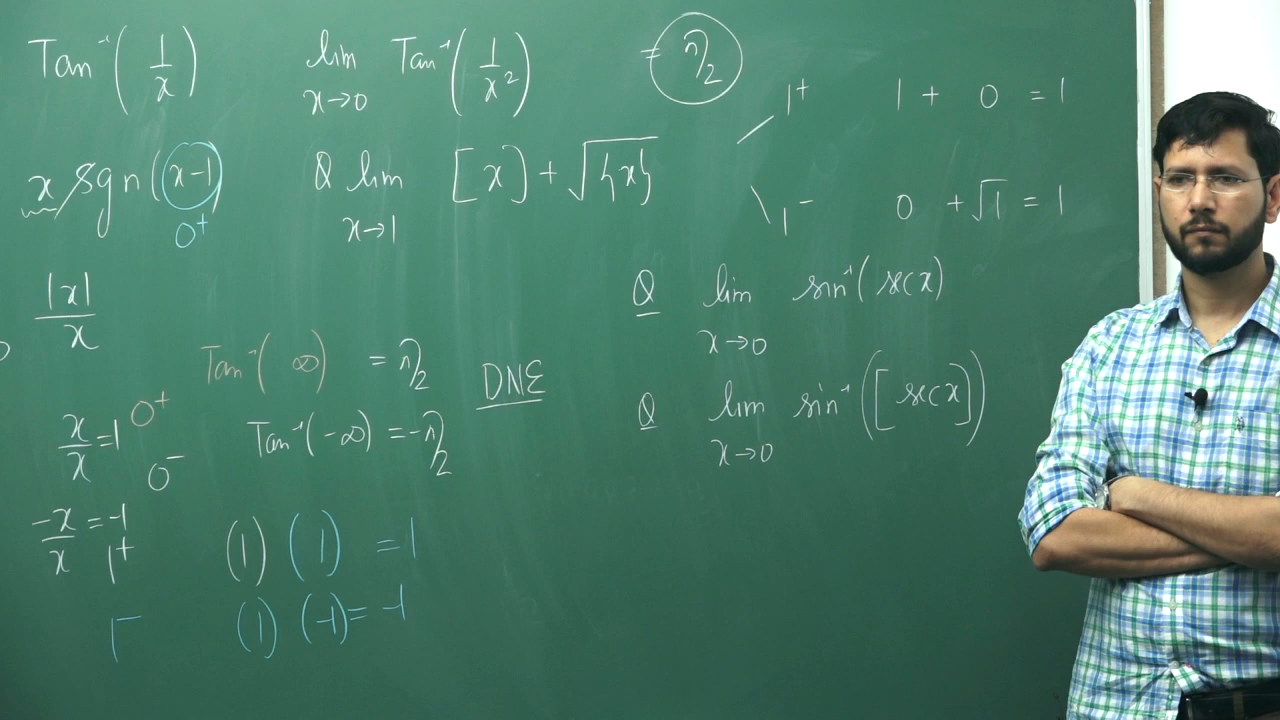 Tan⁻¹(1/x)
lim x→0 Tan⁻¹(1/x²) = π/2
x sgn(x-1) 0⁺
Q lim x→1 [x] + √{x}
1⁺ 1 + 0 = 1
1⁻ 0 + √1 = 1
|x|/x
Q lim x→0 sin⁻¹(sec x)
0⁺ Tan⁻¹(∞) = π/2
DNE
x/x = 1
0⁻ Tan⁻¹(-∞) = -π/2
Q lim x→0 sin⁻¹([sec x])
-x/x = -1
1⁺ (1) (1) = 1
1⁻ (1) (-1) = -1